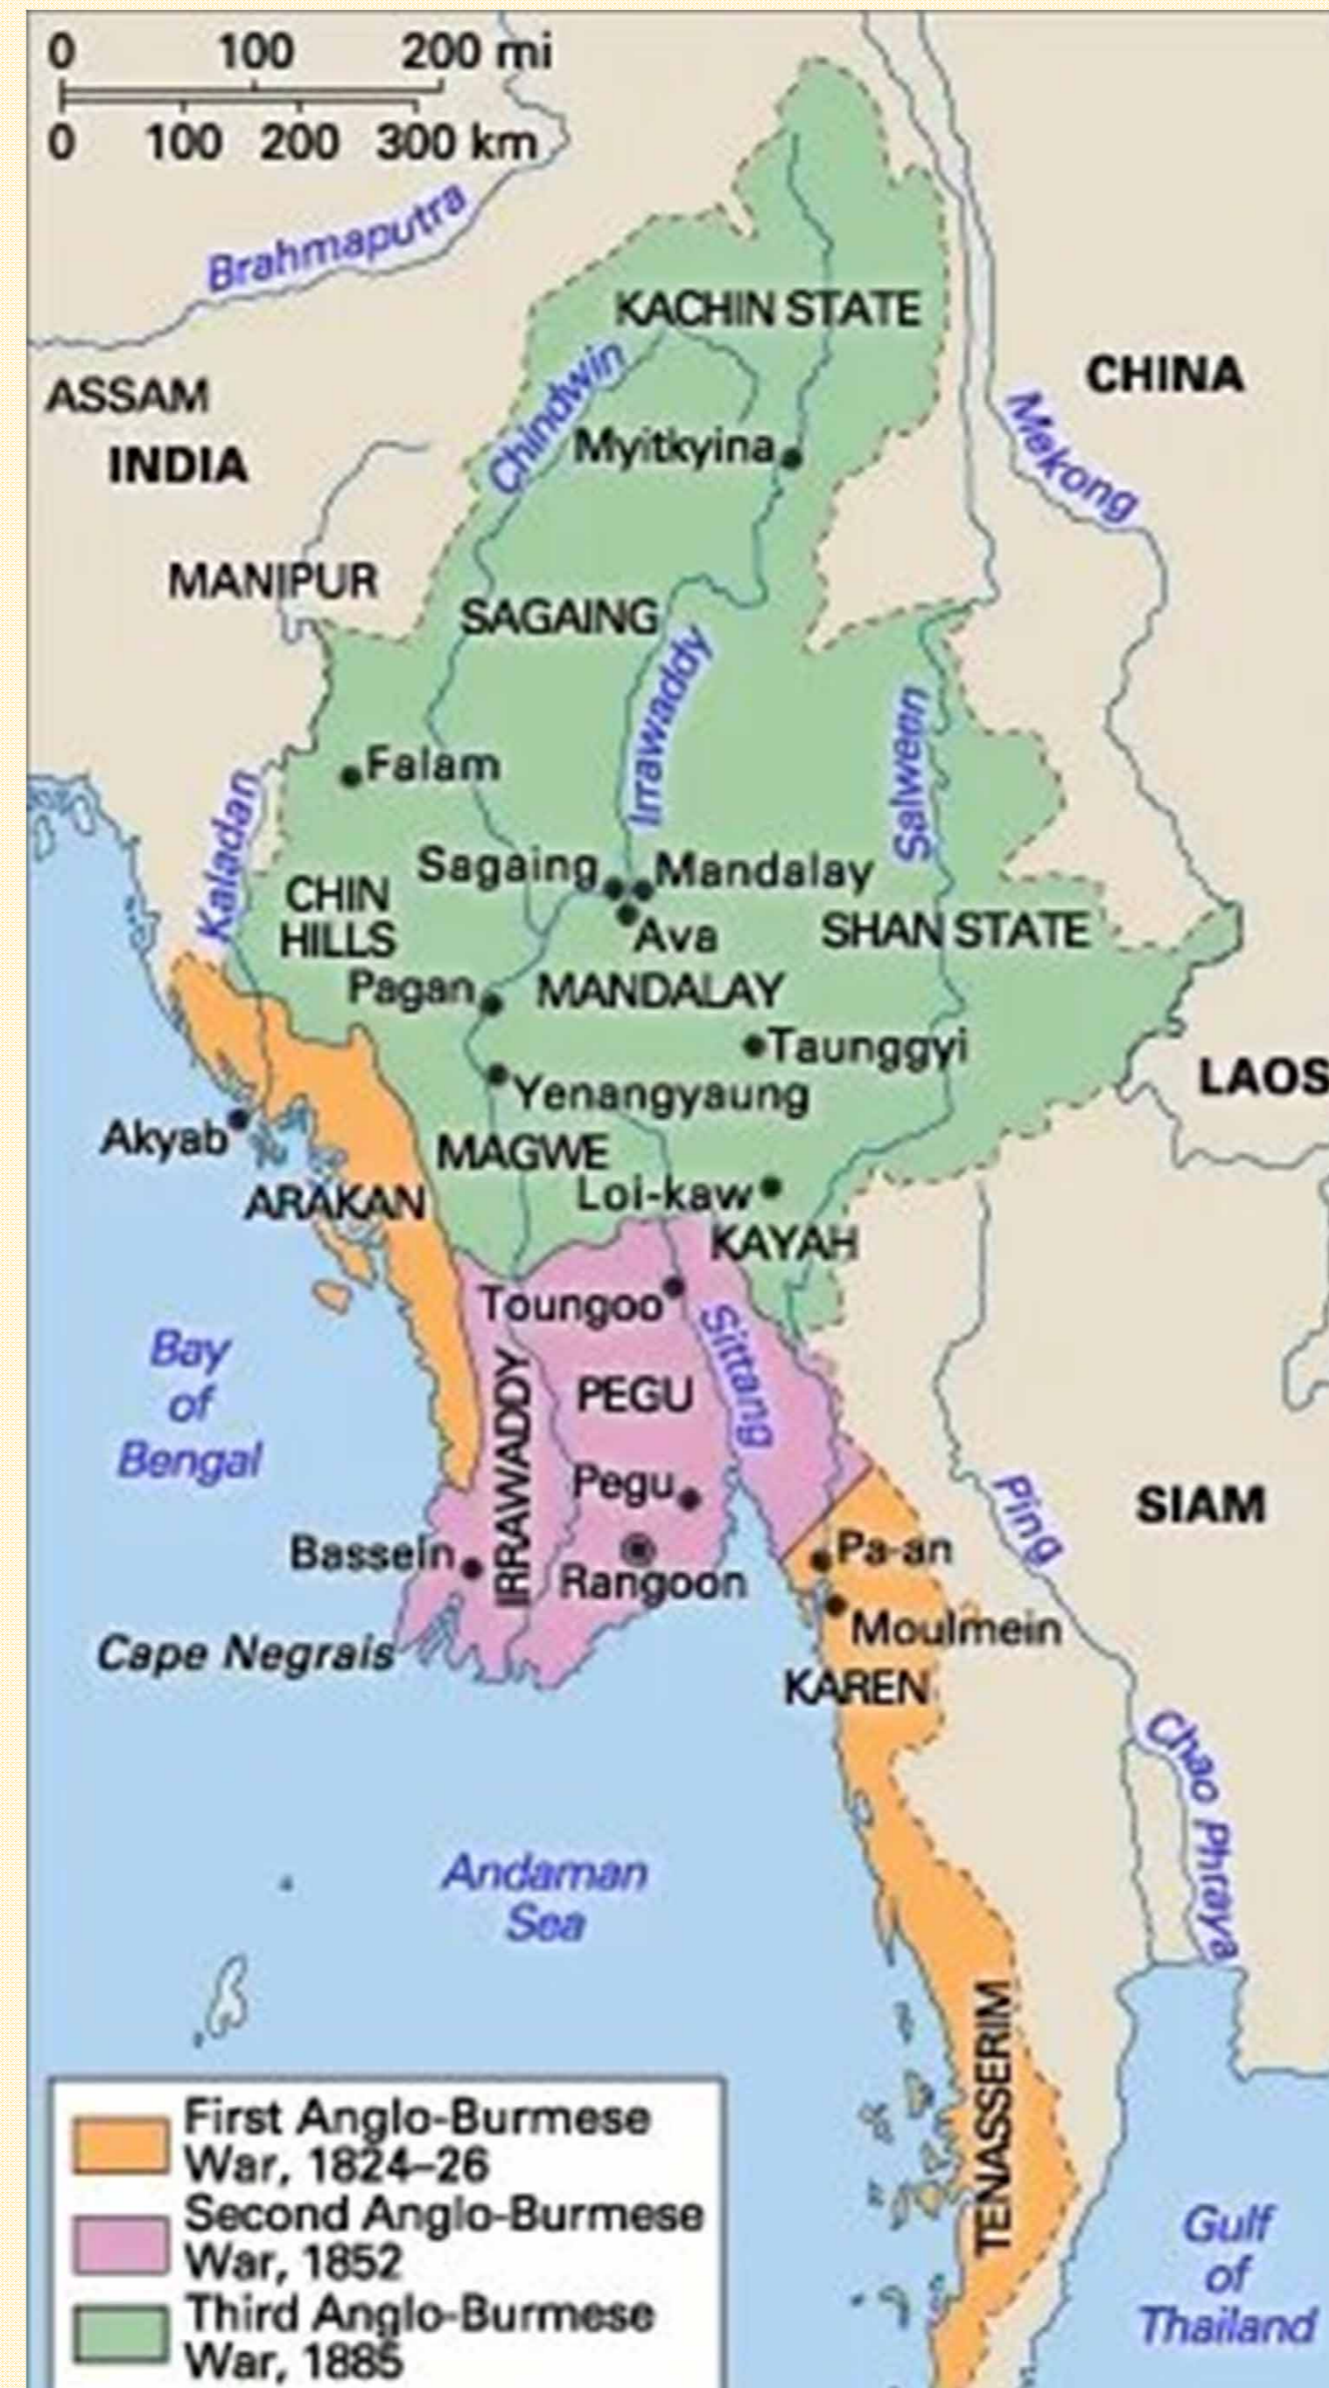 0 100 200 mi
0 100 200 300 km
Brahmaputra
KACHIN STATE
CHINA
ASSAM
Chindwin
Mekong
INDIA
Myitkyina
MANIPUR
SAGAING
Irrawaddy
Salween
Falam
Kaladan
Sagaing
Mandalay
CHIN
HILLS
Ava
SHAN STATE
Pagan
MANDALAY
Taunggyi
LAOS
Yenangyaung
Akyab
MAGWE
ARAKAN
Loi-kaw
KAYAH
Toungoo
Sittang
Bay
of
Bengal
IRRAWADDY
PEGU
Pegu
Ping
SIAM
Bassein
Rangoon
Pa-an
Moulmein
Cape Negrais
KAREN
Chao Phraya
Andaman
Sea
TENASSERIM
First Anglo-Burmese
War, 1824–26
Second Anglo-Burmese
War, 1852
Third Anglo-Burmese
War, 1885
Gulf
of
Thailand